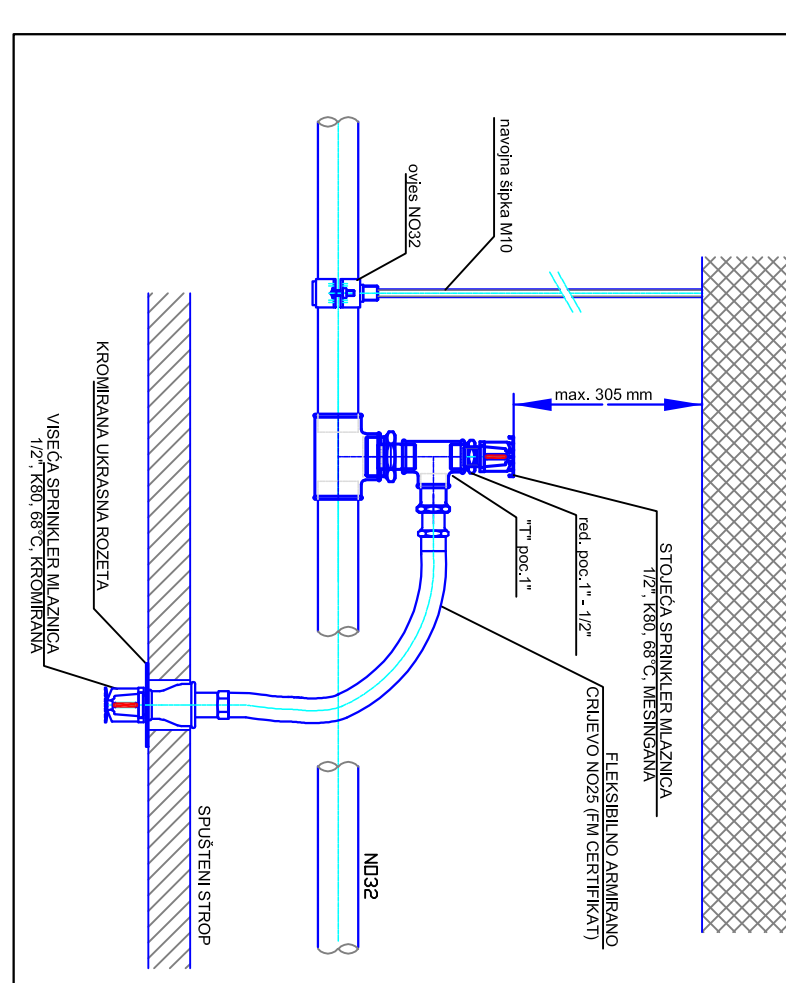 navojna šipka M10
ovjes NO32
max. 305 mm
STOJEĆA SPRINKLER MLAZNICA
1/2", K80, 68°C, MESINGANA
red. poc.1" - 1/2"
"T" poc.1"
FLEKSIBILNO ARMIRANO
CRIJEVO NO25 (FM CERTIFIKAT)
KROMIRANA UKRASNA ROZETA
VISEĆA SPRINKLER MLAZNICA
1/2", K80, 68°C, KROMIRANA
SPUŠTENI STROP
NO32